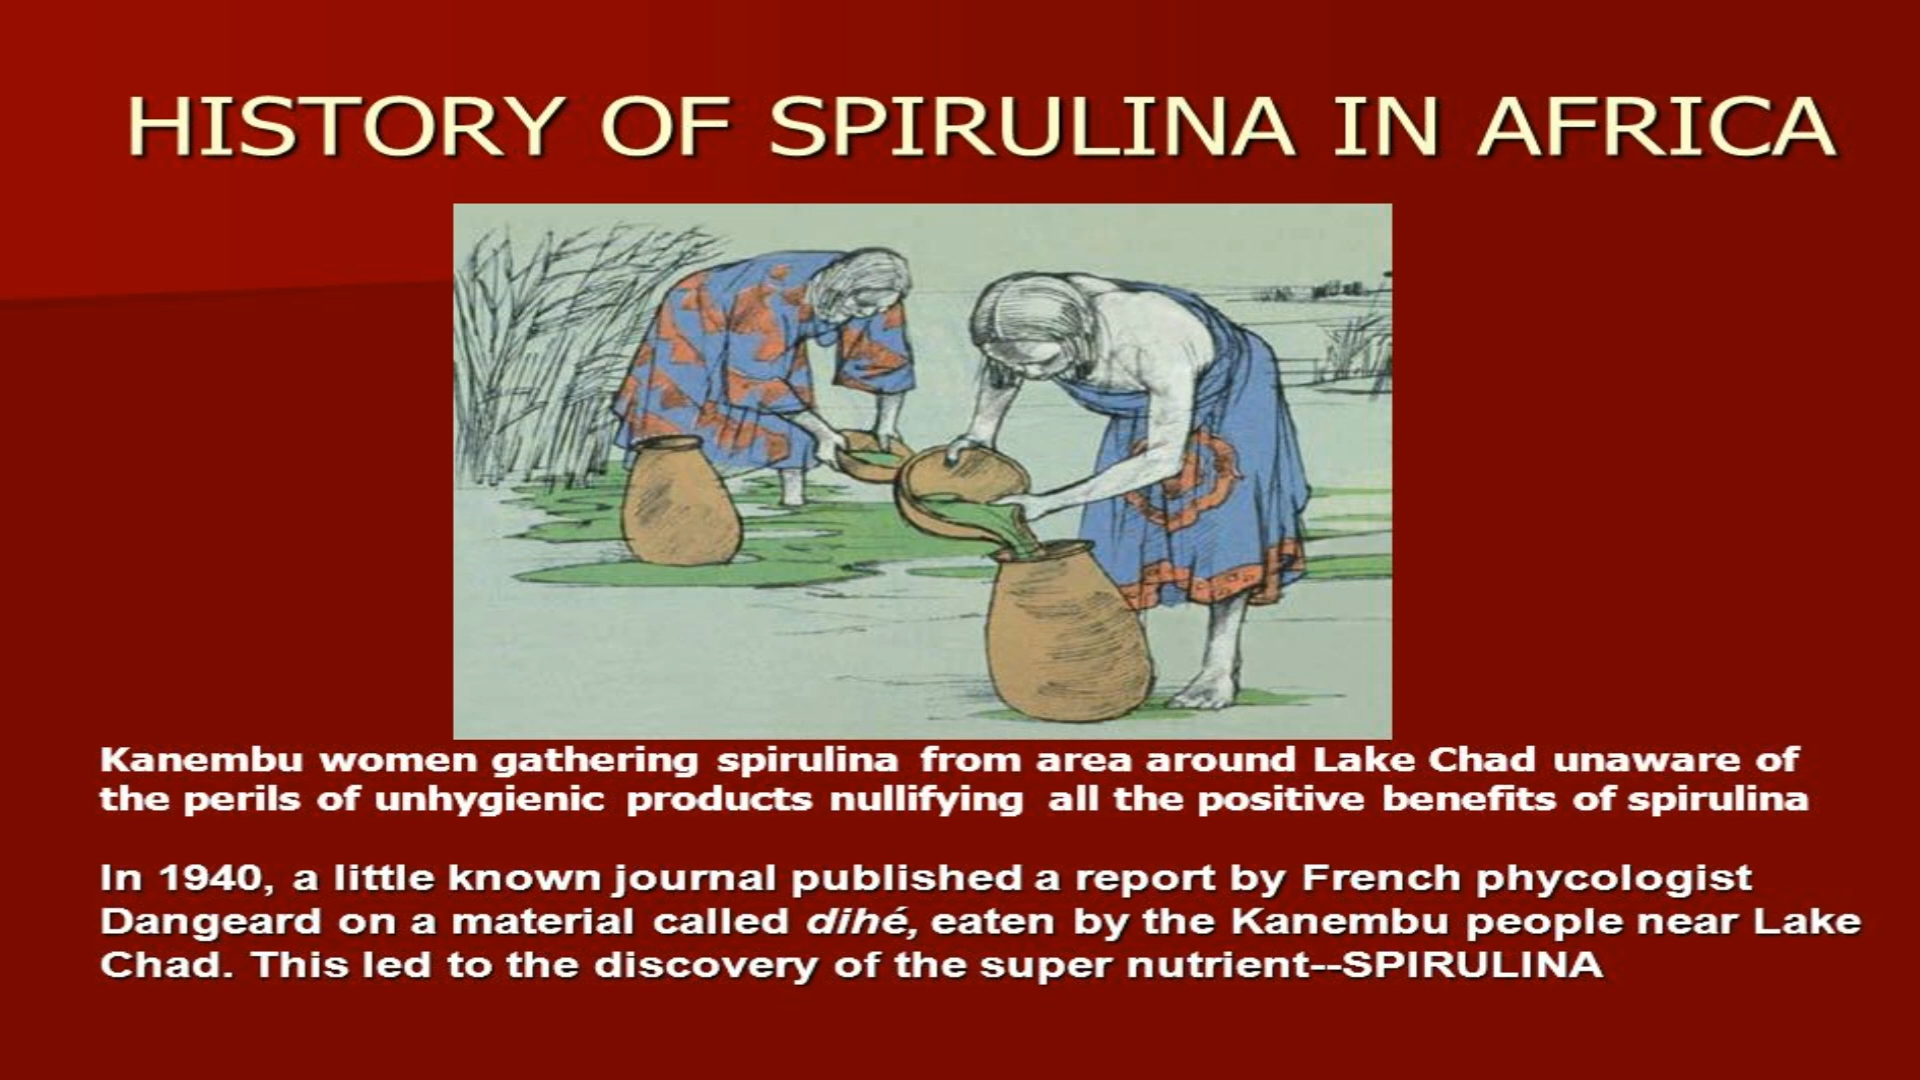 HISTORY OF SPIRULINA IN AFRICA
Kanembu women gathering spirulina from area around Lake Chad unaware of
the perils of unhygienic products nullifying all the positive benefits of spirulina
In 1940, a little known journal published a report by French phycologist
Dangeard on a material called dihé, eaten by the Kanembu people near Lake
Chad. This led to the discovery of the super nutrient--SPIRULINA